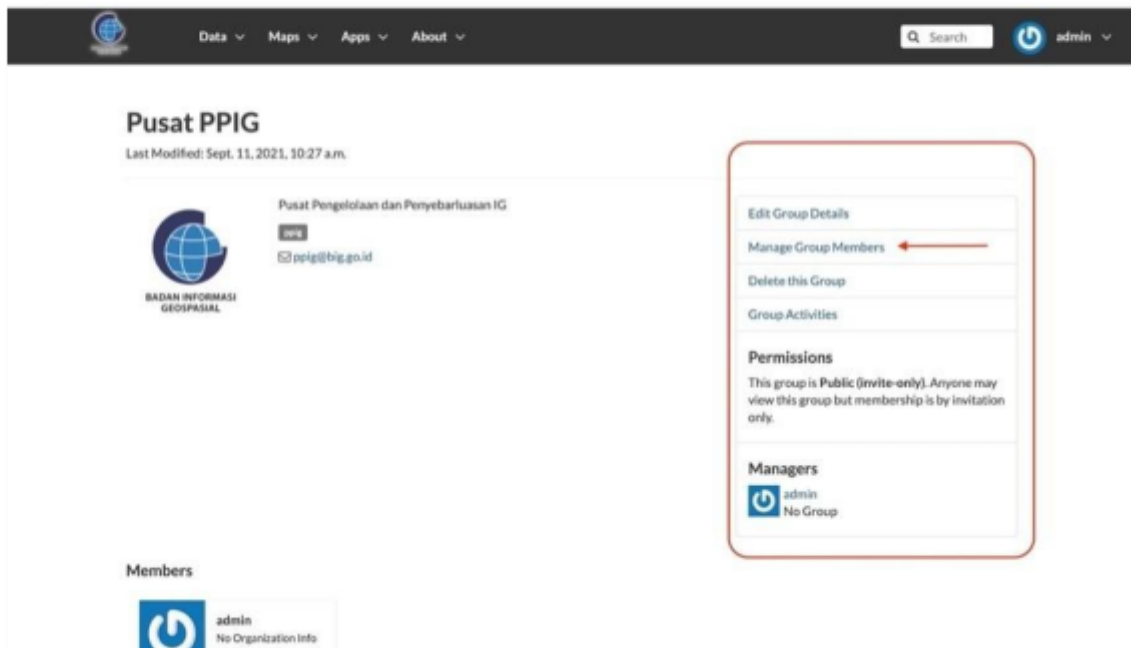 Data Maps Apps About Search admin
Pusat PPIG
Last Modified: Sept. 11, 2021, 10:27 a.m.
Pusat Pengelolaan dan Penyebarluasan IG
ppig
ppig@big.go.id
BADAN INFORMASI
GEOSPASIAL
Edit Group Details
Manage Group Members
Delete this Group
Group Activities
Permissions
This group is Public (invite-only). Anyone may
view this group but membership is by invitation
only.
Managers
admin
No Group
Members
admin
No Organization Info